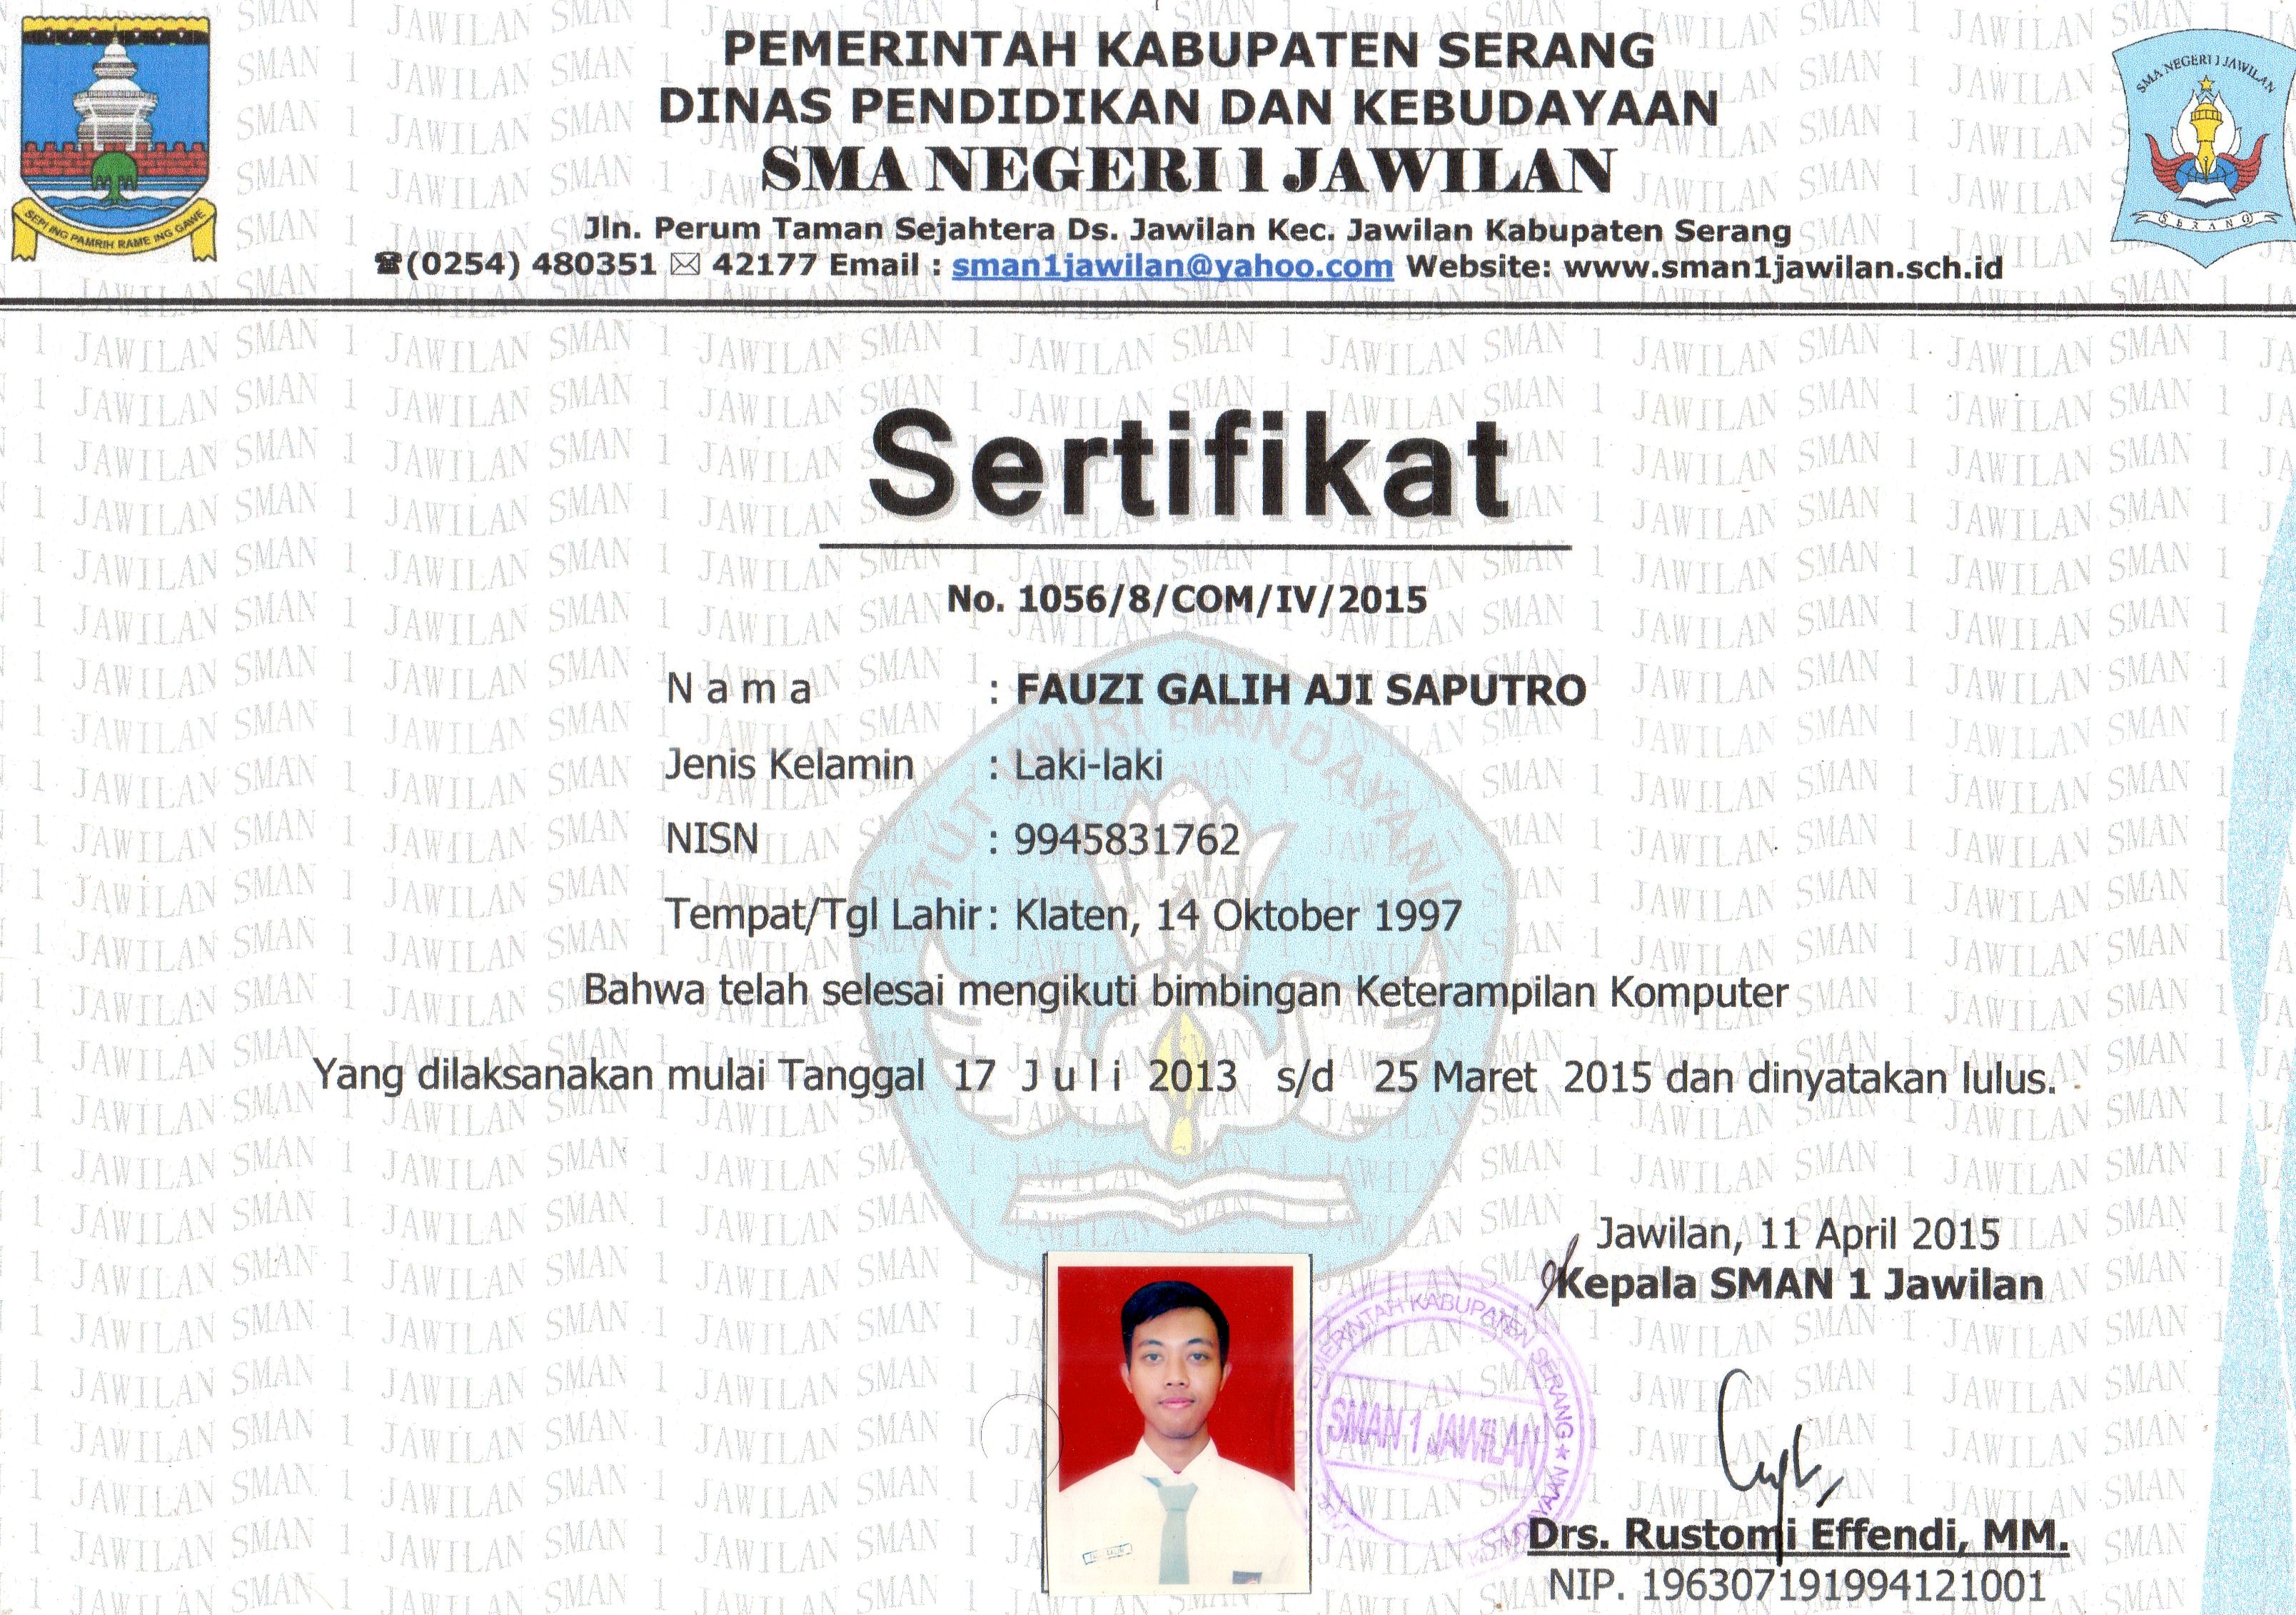 PEMERINTAH KABUPATEN SERANG
DINAS PENDIDIKAN DAN KEBUDAYAAN
SMA NEGERI 1 JAWILAN
Jln. Perum Taman Sejahtera Ds. Jawilan Kec. Jawilan Kabupaten Serang
☎(0254) 480351 ✉ 42177 Email : sman1jawilan@yahoo.com Website: www.sman1jawilan.sch.id
SEPI ING PAMRIH RAME ING GAWE
SMA NEGERI 1 JAWILAN
SERANG
Sertifikat
No. 1056/8/COM/IV/2015
N a m a : FAUZI GALIH AJI SAPUTRO
Jenis Kelamin : Laki-laki
NISN : 9945831762
Tempat/Tgl Lahir : Klaten, 14 Oktober 1997
Bahwa telah selesai mengikuti bimbingan Keterampilan Komputer
Yang dilaksanakan mulai Tanggal 17 J u l i 2013 s/d 25 Maret 2015 dan dinyatakan lulus.
TUT WURI HANDAYANI
Jawilan, 11 April 2015
Kepala SMAN 1 Jawilan
PEMERINTAH KABUPATEN SERANG
SMAN 1 JAWILAN
Drs. Rustomi Effendi, MM.
NIP. 196307191994121001